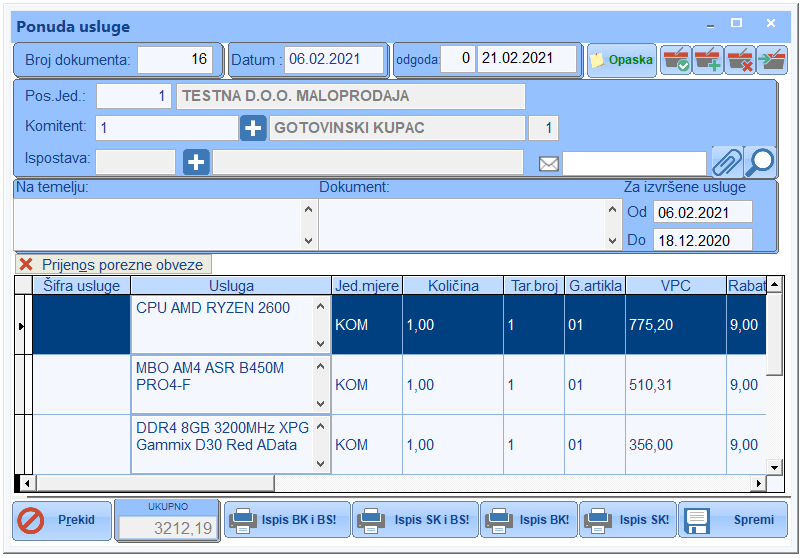 Ponuda usluge
Broj dokumenta: 16 Datum : 06.02.2021 odgoda: 0 21.02.2021 Opaska
Pos.Jed.: 1 TESTNA D.O.O. MALOPRODAJA
Komitent: 1 GOTOVINSKI KUPAC 1
Ispostava:
Na temelju: Dokument: Za izvršene usluge
Od 06.02.2021
Do 18.12.2020
Prijenos porezne obveze
Šifra usluge Usluga Jed.mjere Količina Tar.broj G.artikla VPC Rabat
CPU AMD RYZEN 2600 KOM 1,00 1 01 775,20 9,00
MBO AM4 ASR B450M
PRO4-F KOM 1,00 1 01 510,31 9,00
DDR4 8GB 3200MHz XPG
Gammix D30 Red AData KOM 1,00 1 01 356,00 9,00
Prekid UKUPNO Ispis BK i BS! Ispis SK i BS! Ispis BK! Ispis SK! Spremi
3212,19